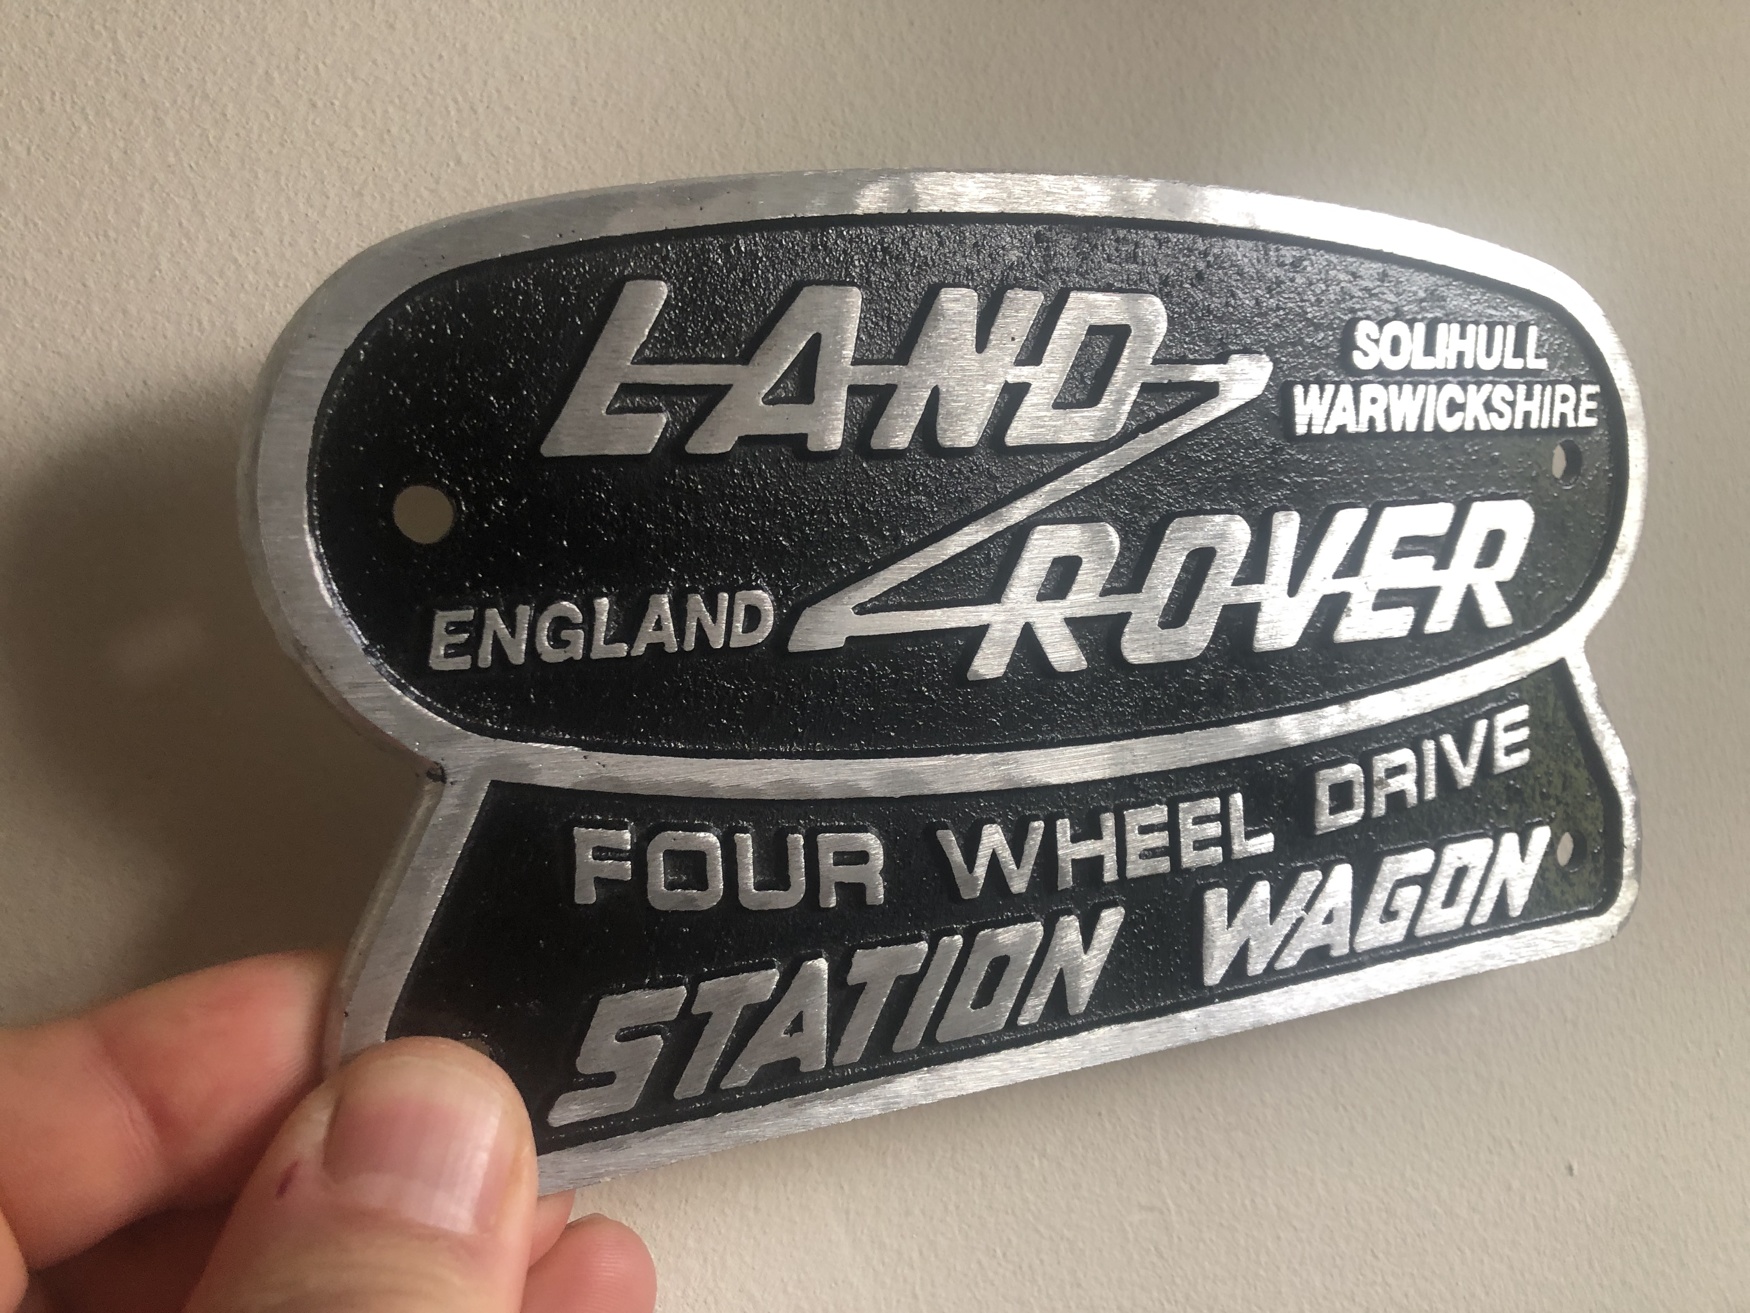 LAND
SOLIHULL
WARWICKSHIRE
ROVER
ENGLAND
FOUR WHEEL DRIVE
STATION WAGON